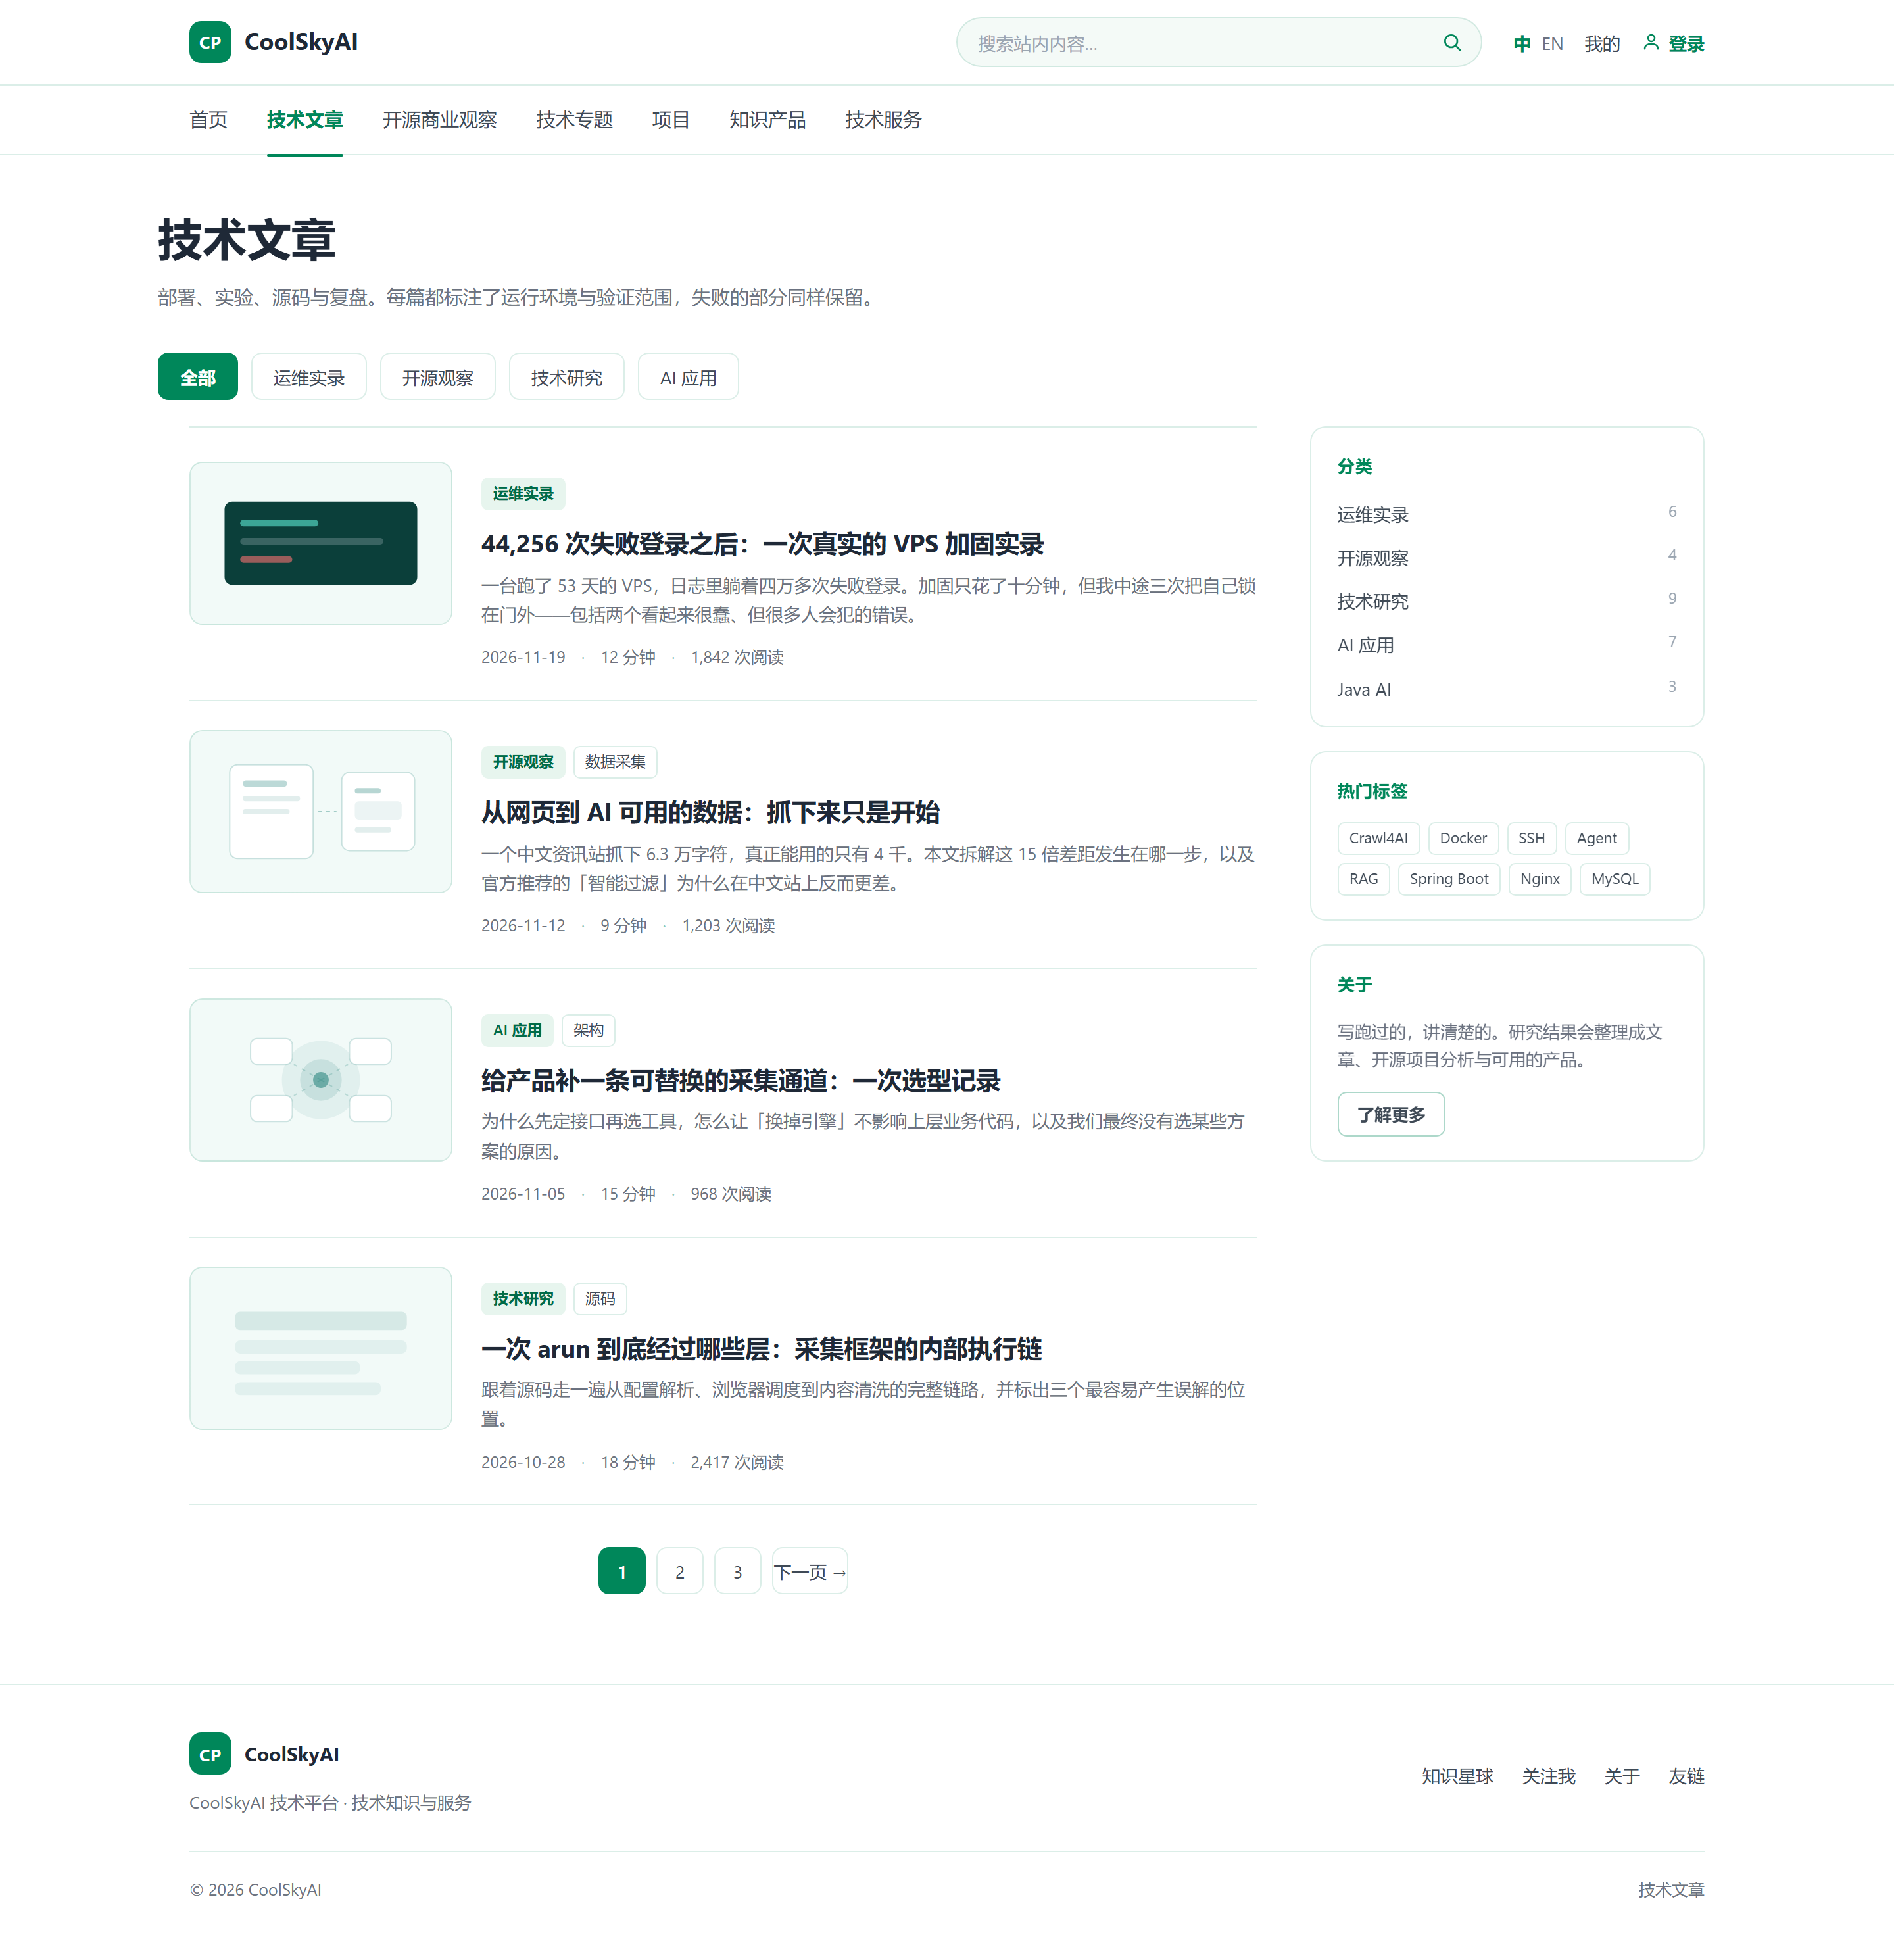 CP CoolSkyAI
搜索站内内容...
中 EN 我的 登录
首页 技术文章 开源商业观察 技术专题 项目 知识产品 技术服务
技术文章
部署、实验、源码与复盘。每篇都标注了运行环境与验证范围，失败的部分同样保留。
全部 运维实录 开源观察 技术研究 AI 应用
运维实录
44,256 次失败登录之后：一次真实的 VPS 加固实录
一台跑了 53 天的 VPS，日志里躺着四万多次失败登录。加固只花了十分钟，但我中途三次把自己锁
在门外——包括两个看起来很蠢、但很多人会犯的错误。
2026-11-19 · 12 分钟 · 1,842 次阅读
开源观察 数据采集
从网页到 AI 可用的数据：抓下来只是开始
一个中文资讯站抓下 6.3 万字符，真正能用的只有 4 千。本文拆解这 15 倍差距发生在哪一步，以及
官方推荐的「智能过滤」为什么在中文站上反而更差。
2026-11-12 · 9 分钟 · 1,203 次阅读
AI 应用 架构
给产品补一条可替换的采集通道：一次选型记录
为什么先定接口再选工具，怎么让「换掉引擎」不影响上层业务代码，以及我们最终没有选某些方
案的原因。
2026-11-05 · 15 分钟 · 968 次阅读
技术研究 源码
一次 arun 到底经过哪些层：采集框架的内部执行链
跟着源码走一遍从配置解析、浏览器调度到内容清洗的完整链路，并标出三个最容易产生误解的位
置。
2026-10-28 · 18 分钟 · 2,417 次阅读
1 2 3 下一页 →
分类
运维实录 6
开源观察 4
技术研究 9
AI 应用 7
Java AI 3
热门标签
Crawl4AI Docker SSH Agent
RAG Spring Boot Nginx MySQL
关于
写跑过的，讲清楚的。研究结果会整理成文
章、开源项目分析与可用的产品。
了解更多
CP CoolSkyAI
CoolSkyAI 技术平台 · 技术知识与服务
知识星球 关注我 关于 友链
© 2026 CoolSkyAI
技术文章